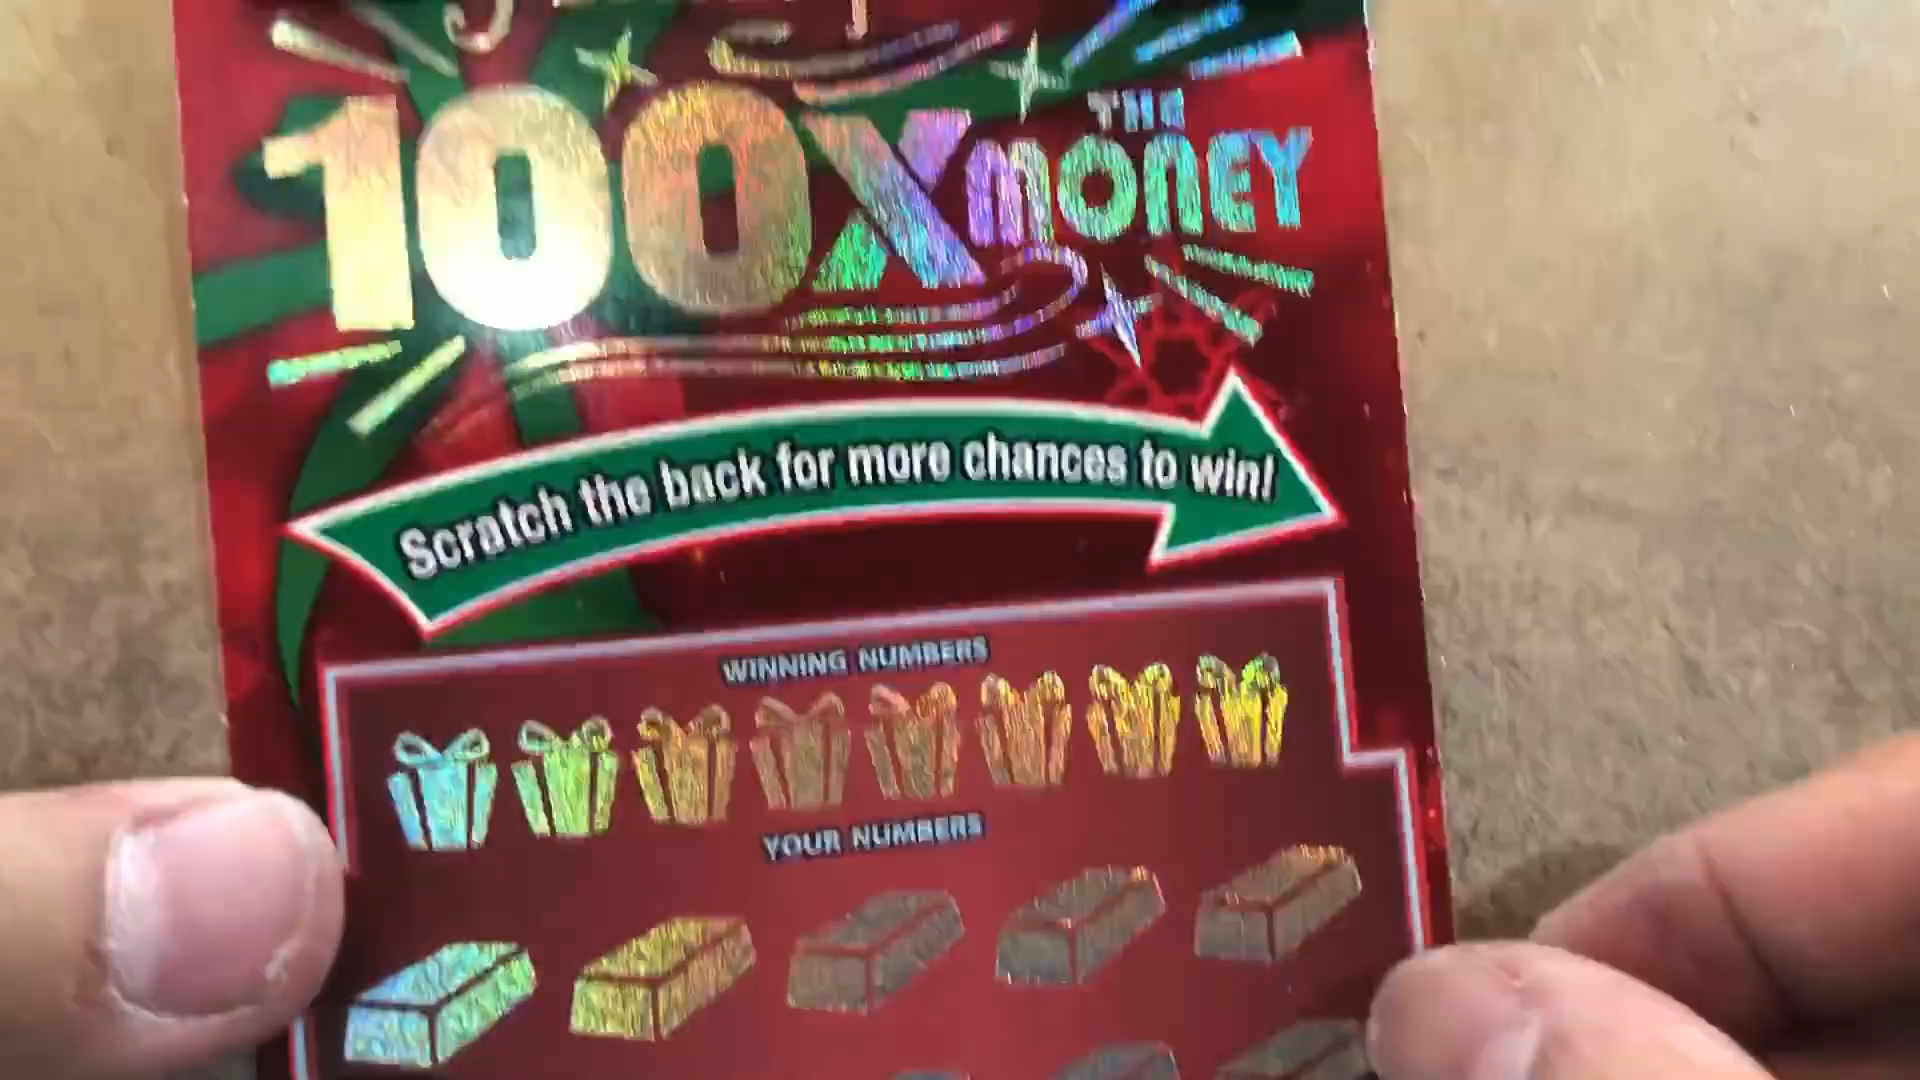 100X THE MONEY
Scratch the back for more chances to win!
WINNING NUMBERS
YOUR NUMBERS